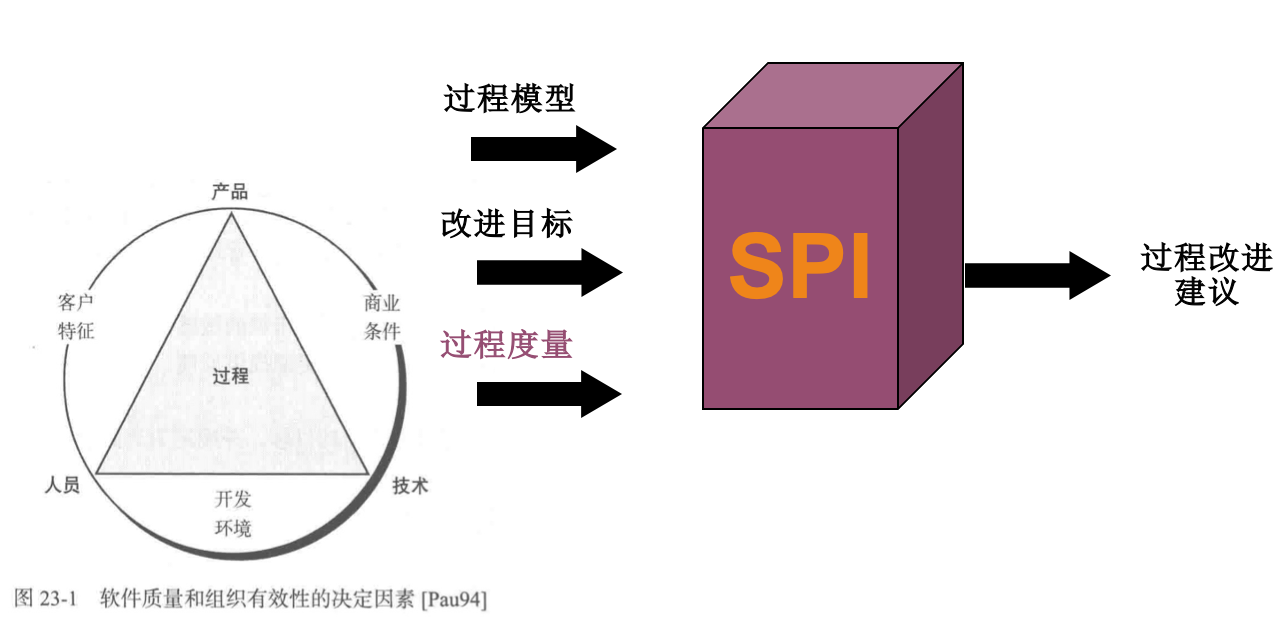 产品
客户
特征
商业
条件
过程
人员
技术
开发
环境
图 23-1 软件质量和组织有效性的决定因素 [Pau94]
过程模型
改进目标
过程度量
SPI
过程改进
建议